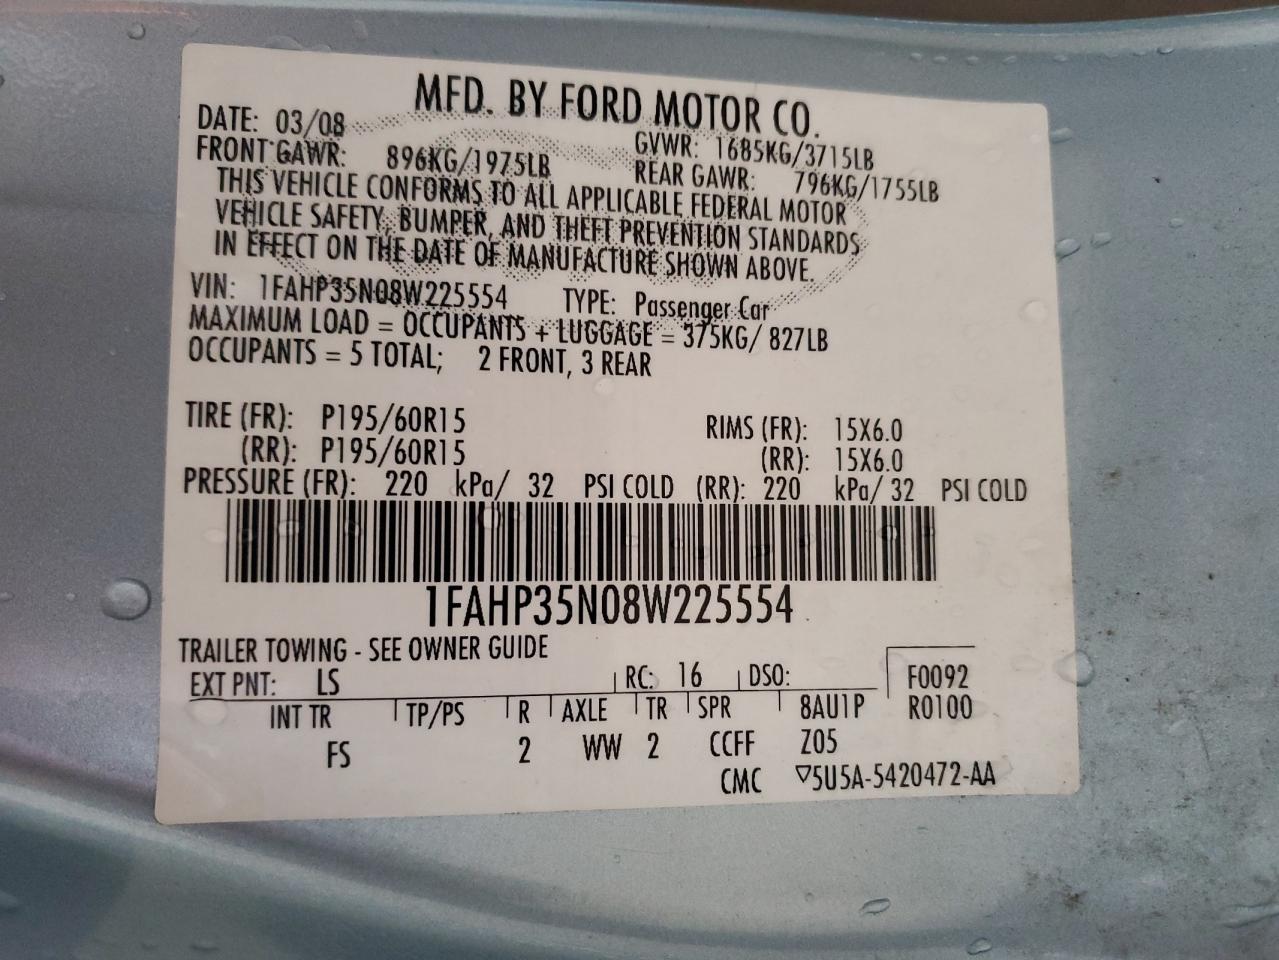 MFD. BY FORD MOTOR CO.
DATE: 03/08 GVWR: 1685KG/3715LB
FRONT GAWR: 896KG/1975LB REAR GAWR: 796KG/1755LB
THIS VEHICLE CONFORMS TO ALL APPLICABLE FEDERAL MOTOR
VEHICLE SAFETY, BUMPER, AND THEFT PREVENTION STANDARDS
IN EFFECT ON THE DATE OF MANUFACTURE SHOWN ABOVE.
VIN: 1FAHP35N08W225554 TYPE: Passenger Car
MAXIMUM LOAD = OCCUPANTS + LUGGAGE = 375KG/ 827LB
OCCUPANTS = 5 TOTAL; 2 FRONT, 3 REAR
TIRE (FR): P195/60R15 RIMS (FR): 15X6.0
(RR): P195/60R15 (RR): 15X6.0
PRESSURE (FR): 220 kPa/ 32 PSI COLD (RR): 220 kPa/ 32 PSI COLD
1FAHP35N08W225554
TRAILER TOWING - SEE OWNER GUIDE
EXT PNT: LS RC: 16 DSO: F0092
INT TR TP/PS R AXLE TR SPR 8AU1P R0100
FS 2 WW 2 CCFF Z05
CMC ▽5U5A-5420472-AA